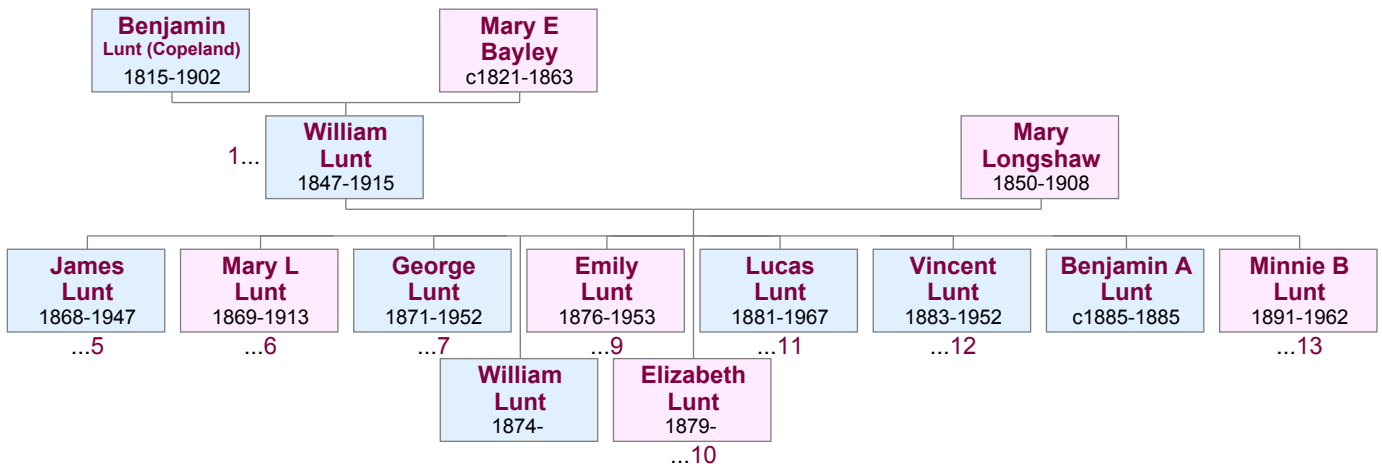 Benjamin
Lunt (Copeland)
1815-1902
Mary E
Bayley
c1821-1863
1...
William
Lunt
1847-1915
Mary
Longshaw
1850-1908
James
Lunt
1868-1947
...5
Mary L
Lunt
1869-1913
...6
George
Lunt
1871-1952
...7
Emily
Lunt
1876-1953
...9
Lucas
Lunt
1881-1967
...11
Vincent
Lunt
1883-1952
...12
Benjamin A
Lunt
c1885-1885
Minnie B
Lunt
1891-1962
...13
William
Lunt
1874-
Elizabeth
Lunt
1879-
...10